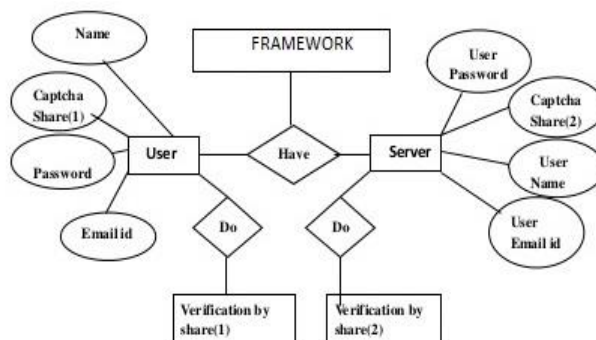 Name
FRAMEWORK
User
Password
Captcha
Share(1)
Captcha
Share(2)
User
Have
Server
Password
User
Name
Email id
Do
Do
User
Email id
Verification by
share(1)
Verification by
share(2)